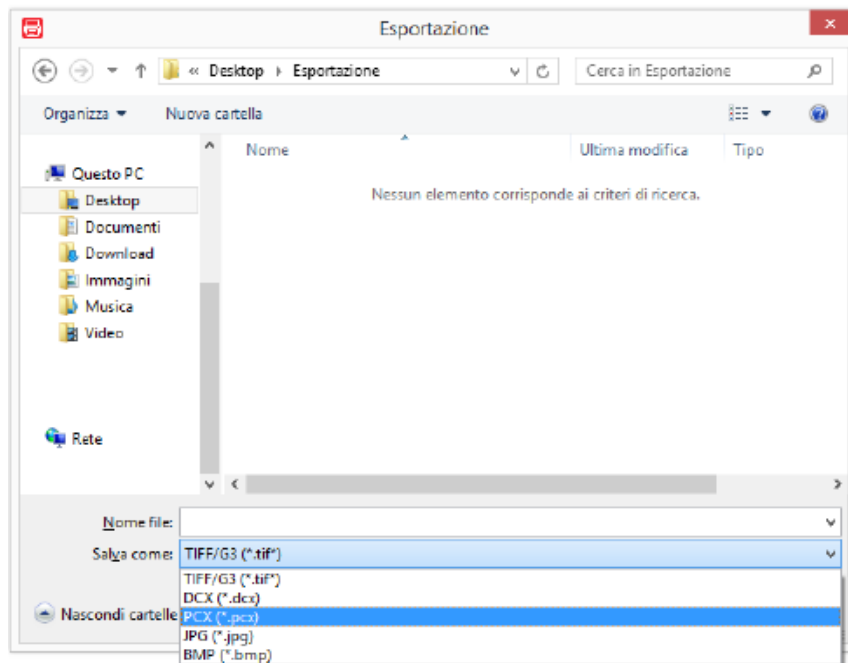 Esportazione
« Desktop Esportazione
Cerca in Esportazione
Organizza
Nuova cartella
Nome
Ultima modifica
Tipo
Nessun elemento corrisponde ai criteri di ricerca.
Questo PC
Desktop
Documenti
Download
Immagini
Musica
Video
Rete
Nome file:
Salva come: TIFF/G3 (*.tif*)
TIFF/G3 (*.tif*)
DCX (*.dcx)
PCX (*.pcx)
JPG (*.jpg)
BMP (*.bmp)
Nascondi cartelle